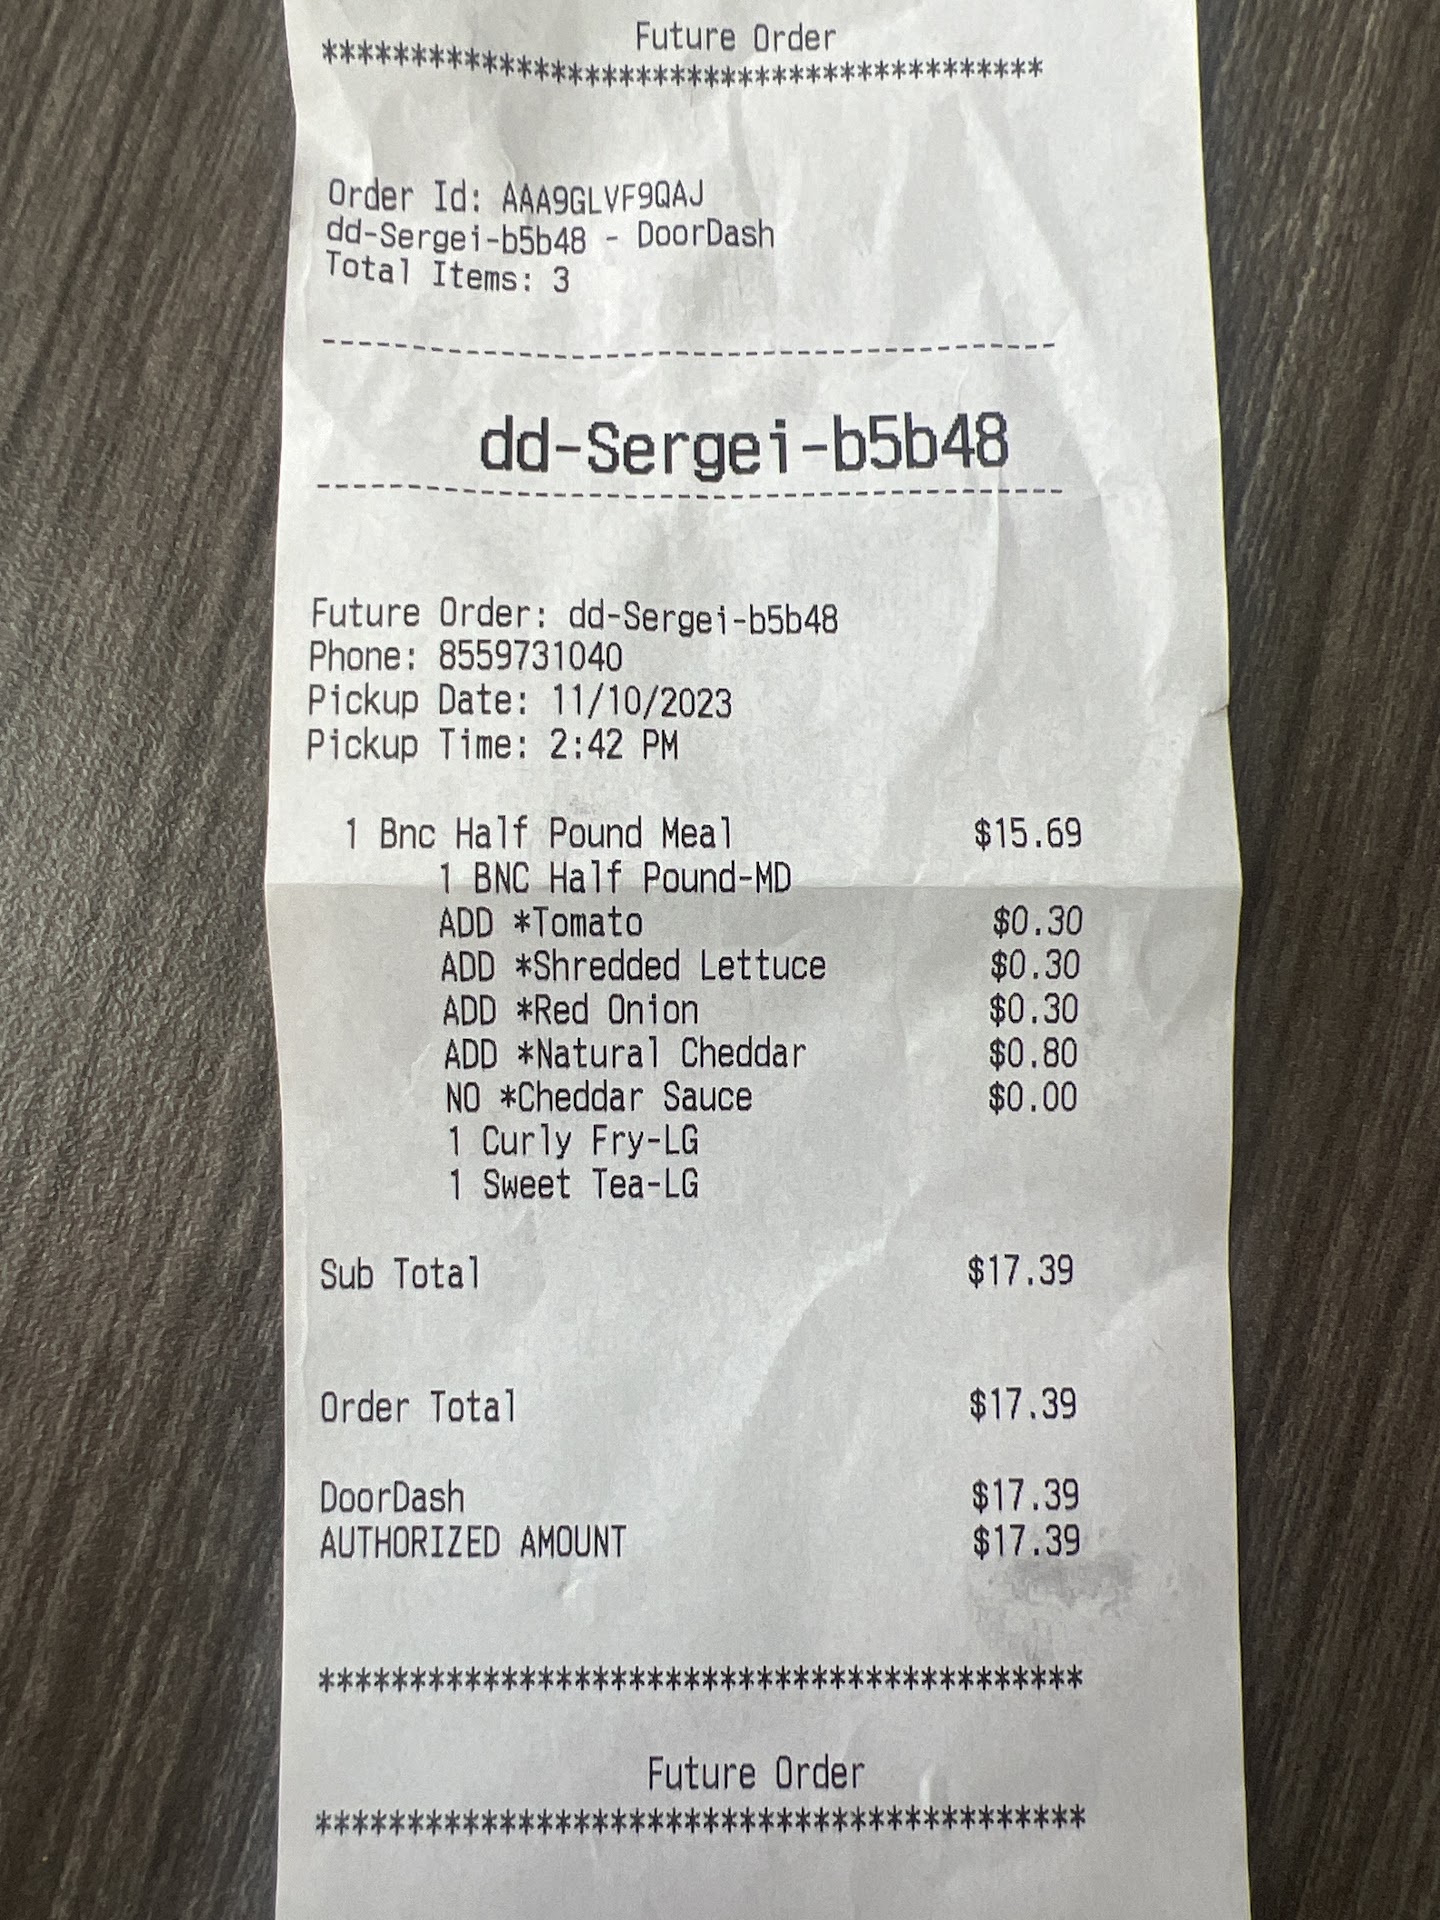 Future Order
****************************************
Order Id: AAA9GLVF9QAJ
dd-Sergei-b5b48 - DoorDash
Total Items: 3
----------------------------------------
dd-Sergei-b5b48
----------------------------------------
Future Order: dd-Sergei-b5b48
Phone: 8559731040
Pickup Date: 11/10/2023
Pickup Time: 2:42 PM
1 Bnc Half Pound Meal $15.69
1 BNC Half Pound-MD
ADD *Tomato $0.30
ADD *Shredded Lettuce $0.30
ADD *Red Onion $0.30
ADD *Natural Cheddar $0.80
NO *Cheddar Sauce $0.00
1 Curly Fry-LG
1 Sweet Tea-LG
Sub Total $17.39
Order Total $17.39
DoorDash $17.39
AUTHORIZED AMOUNT $17.39
******************************************
Future Order
******************************************